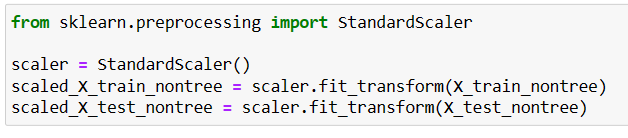 from sklearn.preprocessing import StandardScaler
scaler = StandardScaler()
scaled_X_train_nontree = scaler.fit_transform(X_train_nontree)
scaled_X_test_nontree = scaler.fit_transform(X_test_nontree)